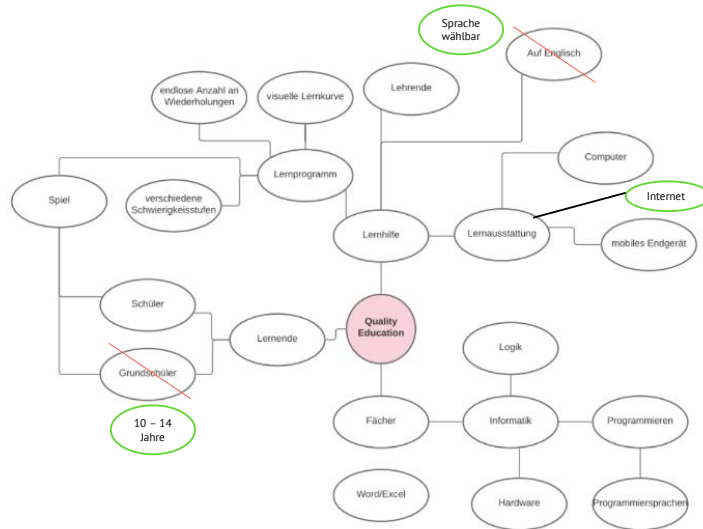 Sprache
wählbar
Auf Englisch
endlose Anzahl an
Wiederholungen
visuelle Lernkurve
Lehrende
Computer
Lernprogramm
Internet
Spiel
verschiedene
Schwierigkeisstufen
Lernhilfe
Lernausstattung
mobiles Endgerät
Schüler
Quality
Education
Lernende
Logik
Grundschüler
10 – 14
Jahre
Fächer
Informatik
Programmieren
Word/Excel
Hardware
Programmiersprachen